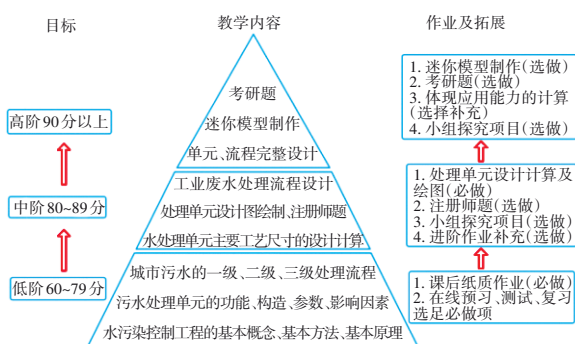 目标
教学内容
作业及拓展
高阶90分以上
中阶80~89分
低阶60~79分
考研题
迷你模型制作
单元、流程完整设计
工业废水处理流程设计
处理单元设计图绘制、注册师题
水处理单元主要工艺尺寸的设计计算
城市污水的一级、二级、三级处理流程
污水处理单元的功能、构造、参数、影响因素
水污染控制工程的基本概念、基本方法、基本原理
1. 迷你模型制作(选做)
2. 考研题(选做)
3. 体现应用能力的计算
(选择补充)
4. 小组探究项目(选做)
1. 处理单元设计计算及
绘图(必做)
2. 注册师题(选做)
3. 小组探究项目(选做)
4. 进阶作业补充(选做)
1. 课后纸质作业(必做)
2. 在线预习、测试、复习
选足必做项